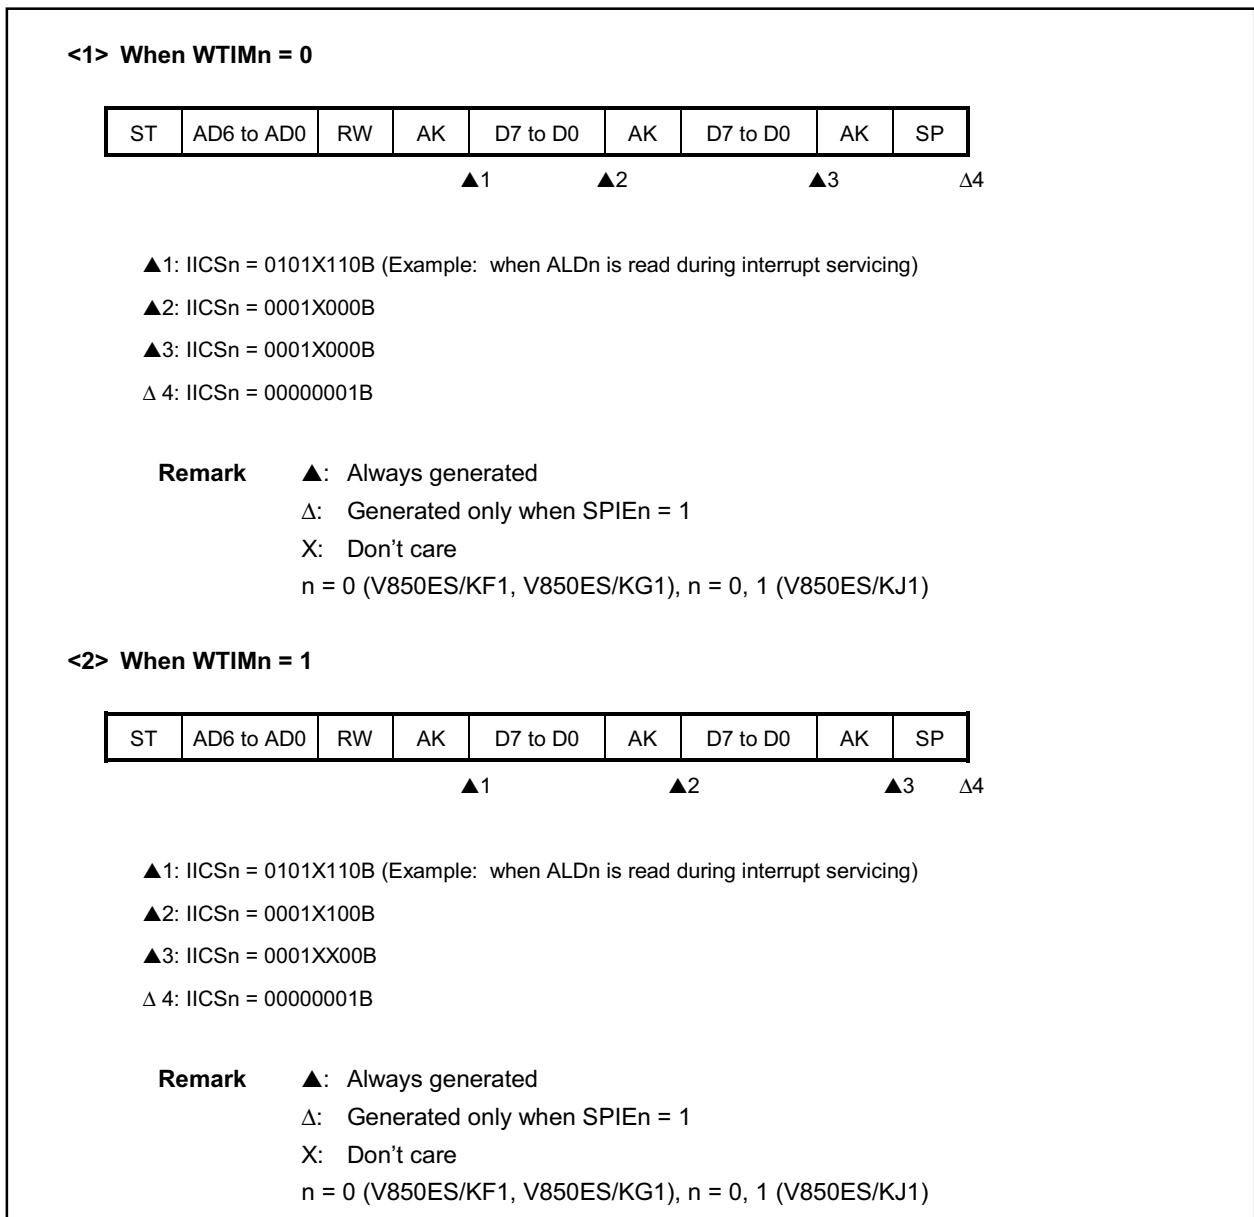 <1> When WTIMn = 0
ST AD6 to AD0 RW AK D7 to D0 AK D7 to D0 AK SP
▲1 ▲2 ▲3 Δ4
▲1: IICSn = 0101X110B (Example: when ALDn is read during interrupt servicing)
▲2: IICSn = 0001X000B
▲3: IICSn = 0001X000B
Δ 4: IICSn = 00000001B
Remark ▲: Always generated
Δ: Generated only when SPIEn = 1
X: Don't care
n = 0 (V850ES/KF1, V850ES/KG1), n = 0, 1 (V850ES/KJ1)
<2> When WTIMn = 1
ST AD6 to AD0 RW AK D7 to D0 AK D7 to D0 AK SP
▲1 ▲2 ▲3 Δ4
▲1: IICSn = 0101X110B (Example: when ALDn is read during interrupt servicing)
▲2: IICSn = 0001X100B
▲3: IICSn = 0001XX00B
Δ 4: IICSn = 00000001B
Remark ▲: Always generated
Δ: Generated only when SPIEn = 1
X: Don't care
n = 0 (V850ES/KF1, V850ES/KG1), n = 0, 1 (V850ES/KJ1)